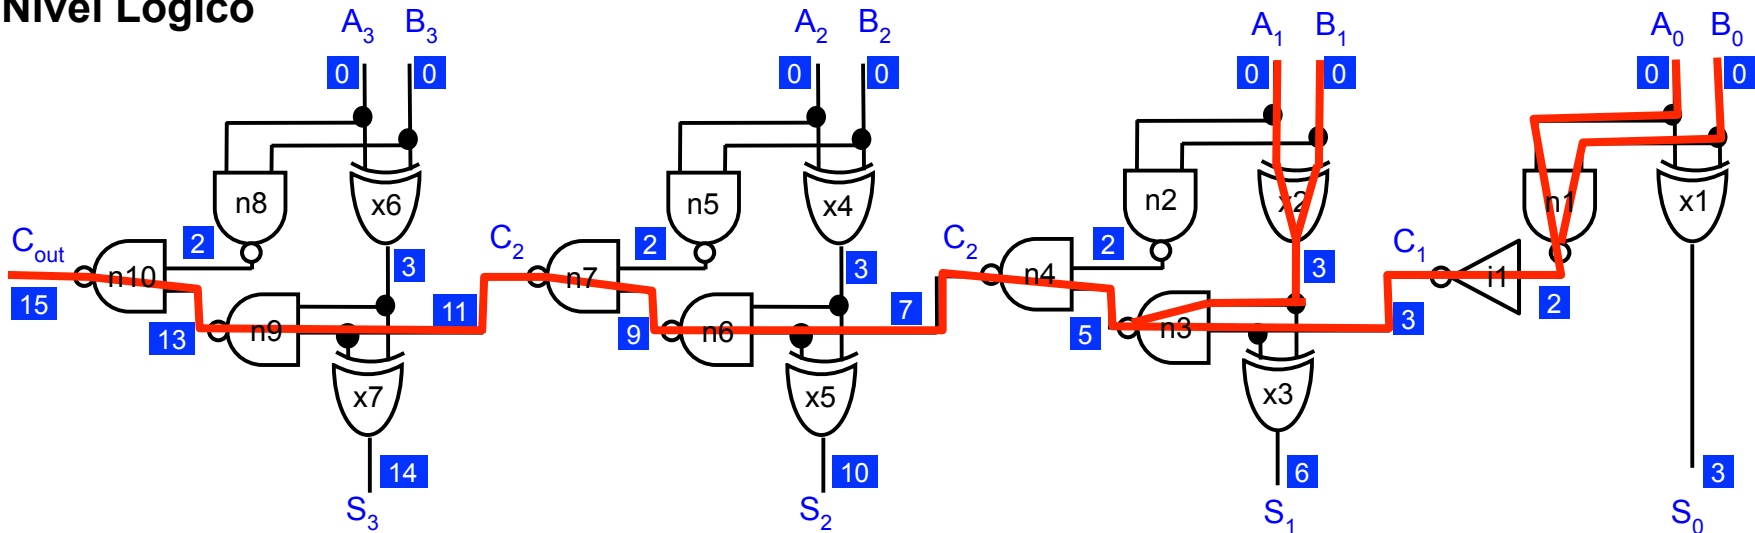 Nivel Lógico
A3 B3 A2 B2 A1 B1 A0 B0
0 0 0 0 0 0 0 0
n8 x6 n5 x4 n2 x2 n1 x1
Cout 2 C2 2 C2 2 C1
n10 3 n7 3 n4 3 i1
15 13 n9 11 9 n6 7 5 n3 3 2
x7 x5 x3
14 10 6 3
S3 S2 S1 S0